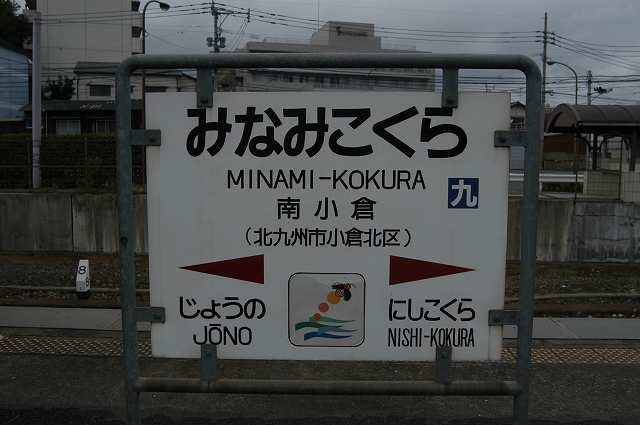 みなみこくら
MINAMI-KOKURA
九
南小倉
(北九州市小倉北区)
じょうの
にしこくら
JŌNO
NISHI-KOKURA
8